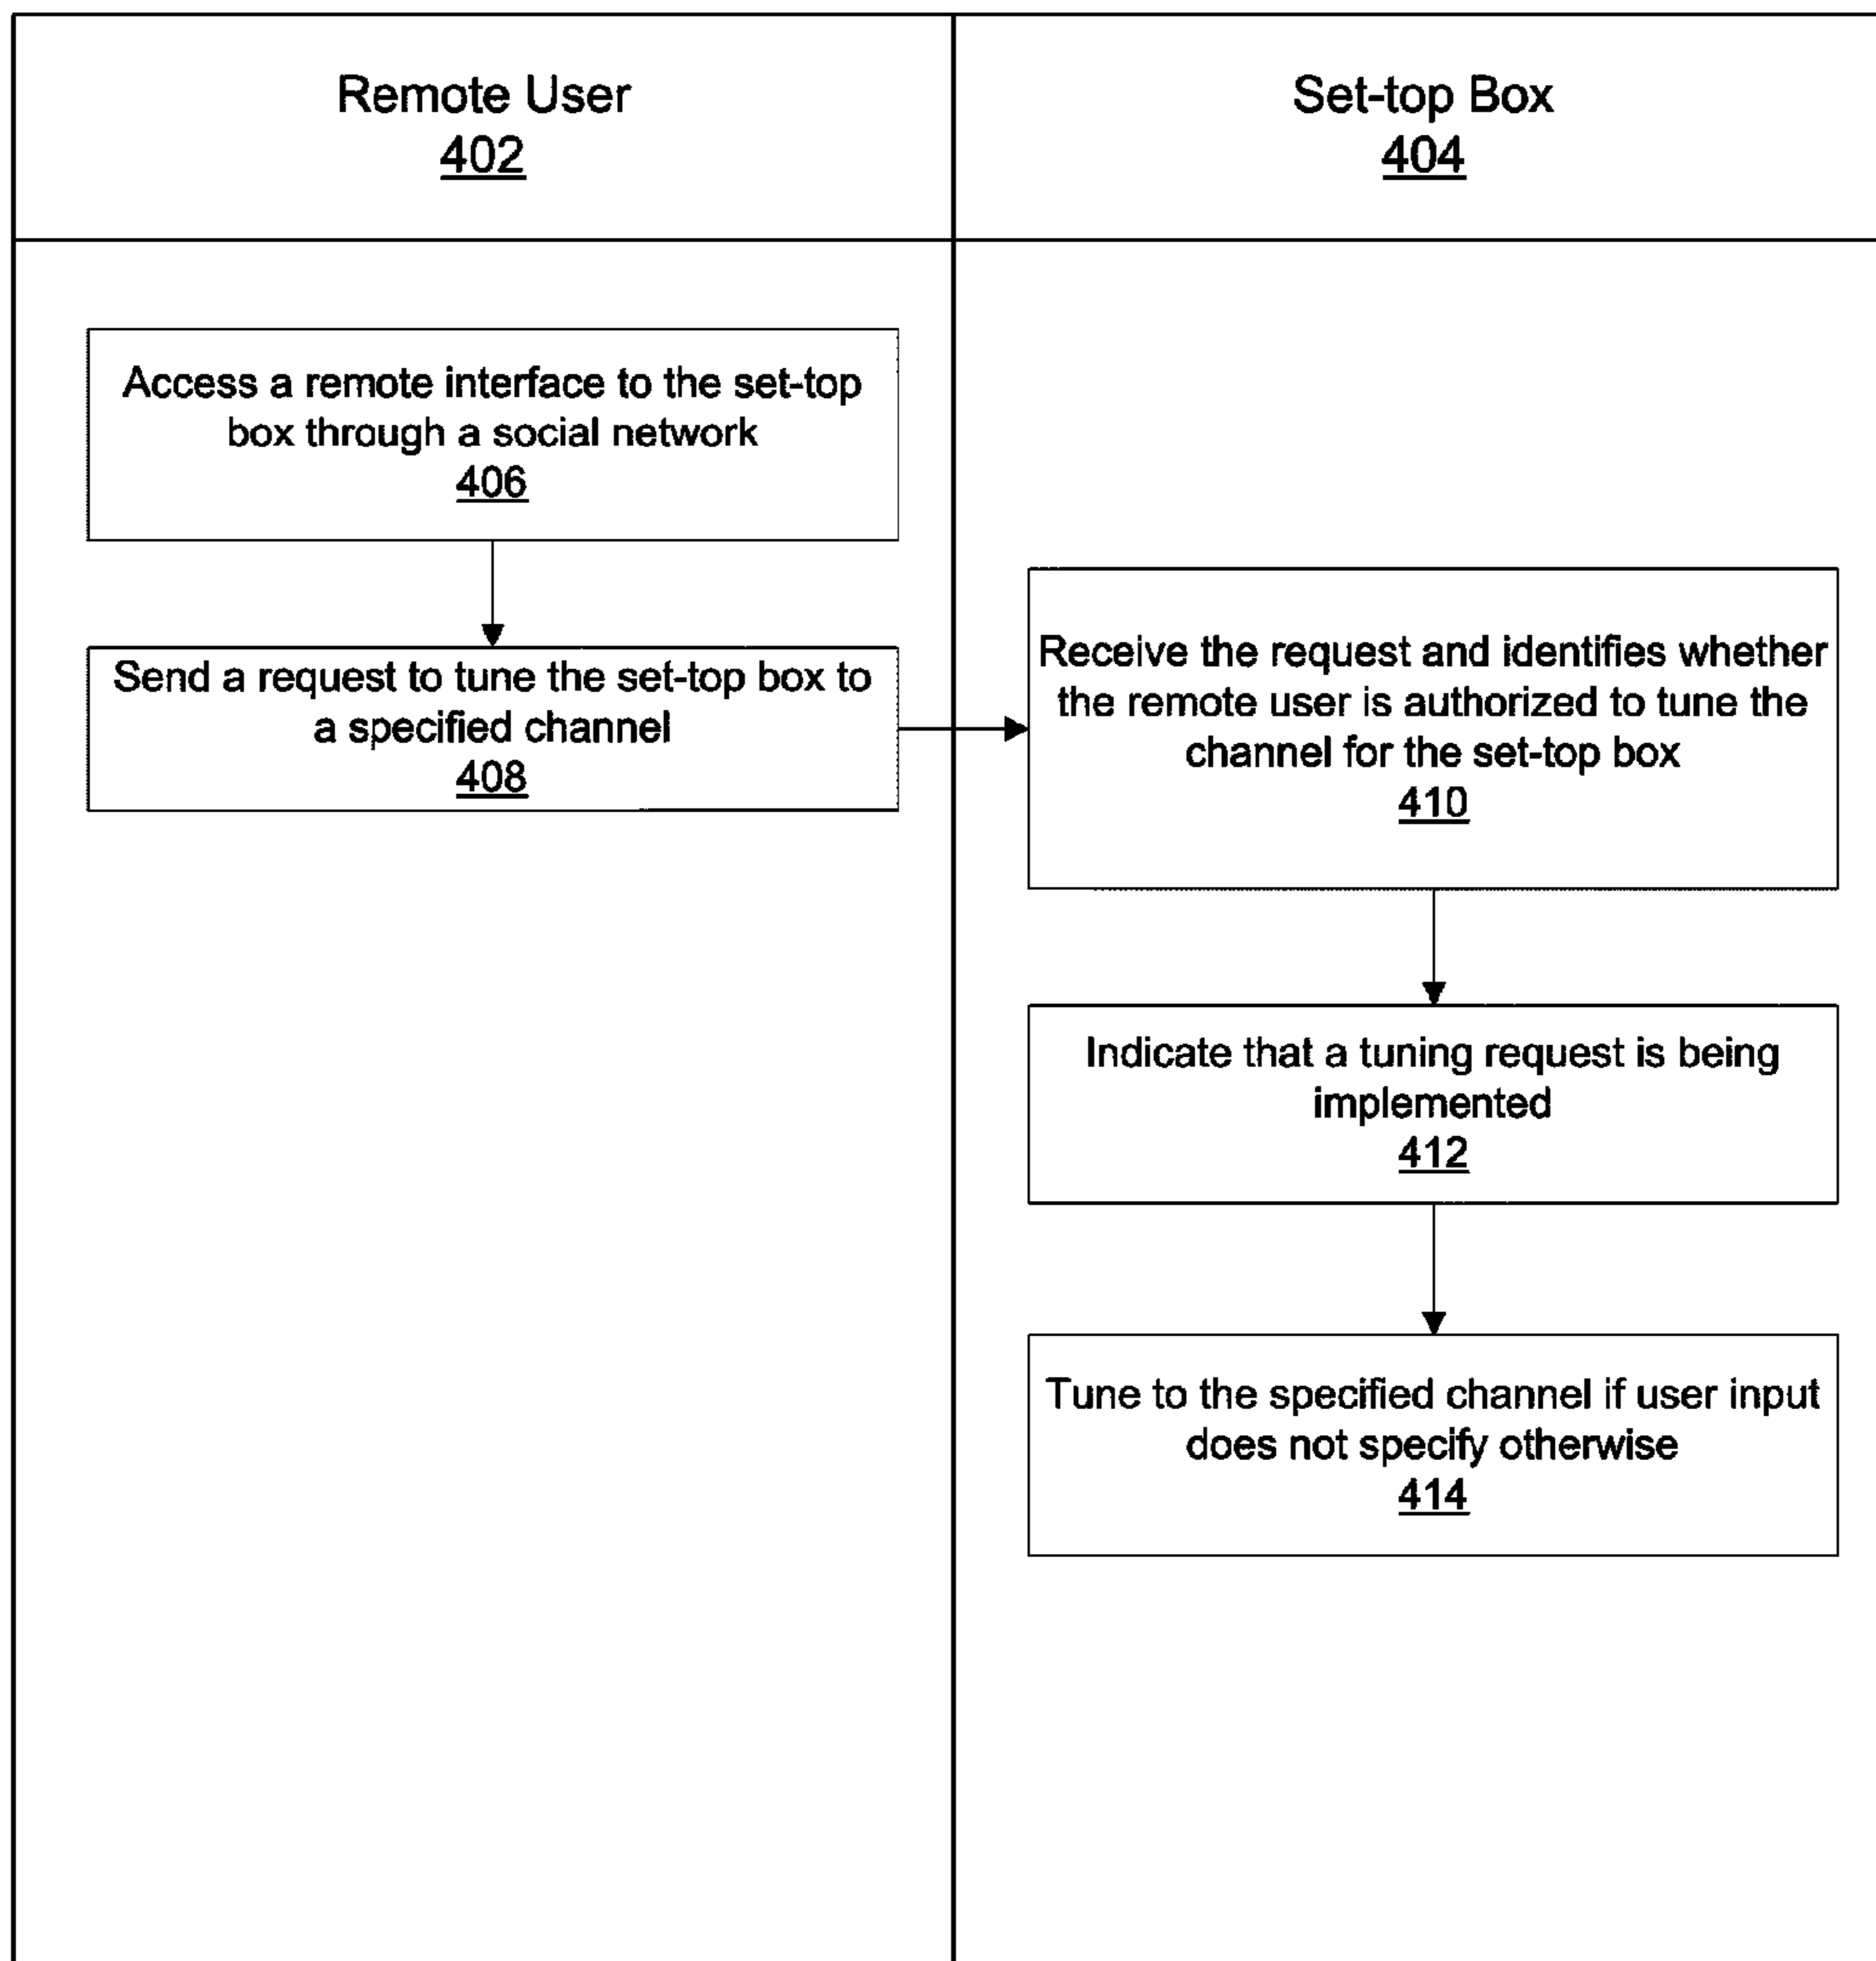 Remote User
402
Set-top Box
404
Access a remote interface to the set-top
box through a social network
406
Send a request to tune the set-top box to
a specified channel
408
Receive the request and identifies whether
the remote user is authorized to tune the
channel for the set-top box
410
Indicate that a tuning request is being
implemented
412
Tune to the specified channel if user input
does not specify otherwise
414